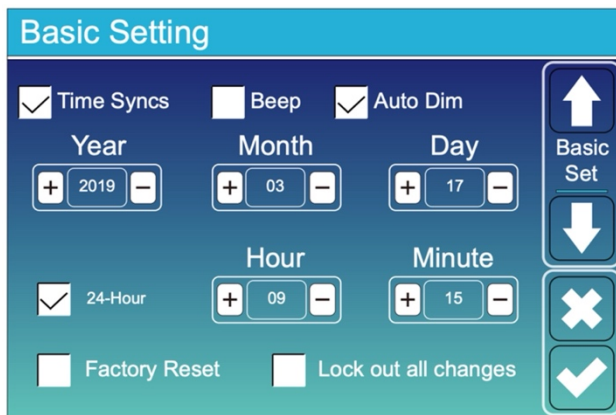 Basic Setting
Time Syncs Beep Auto Dim
Year Month Day
+ 2019 − + 03 − + 17 −
Basic
Set
Hour Minute
24-Hour + 09 − + 15 −
Factory Reset Lock out all changes